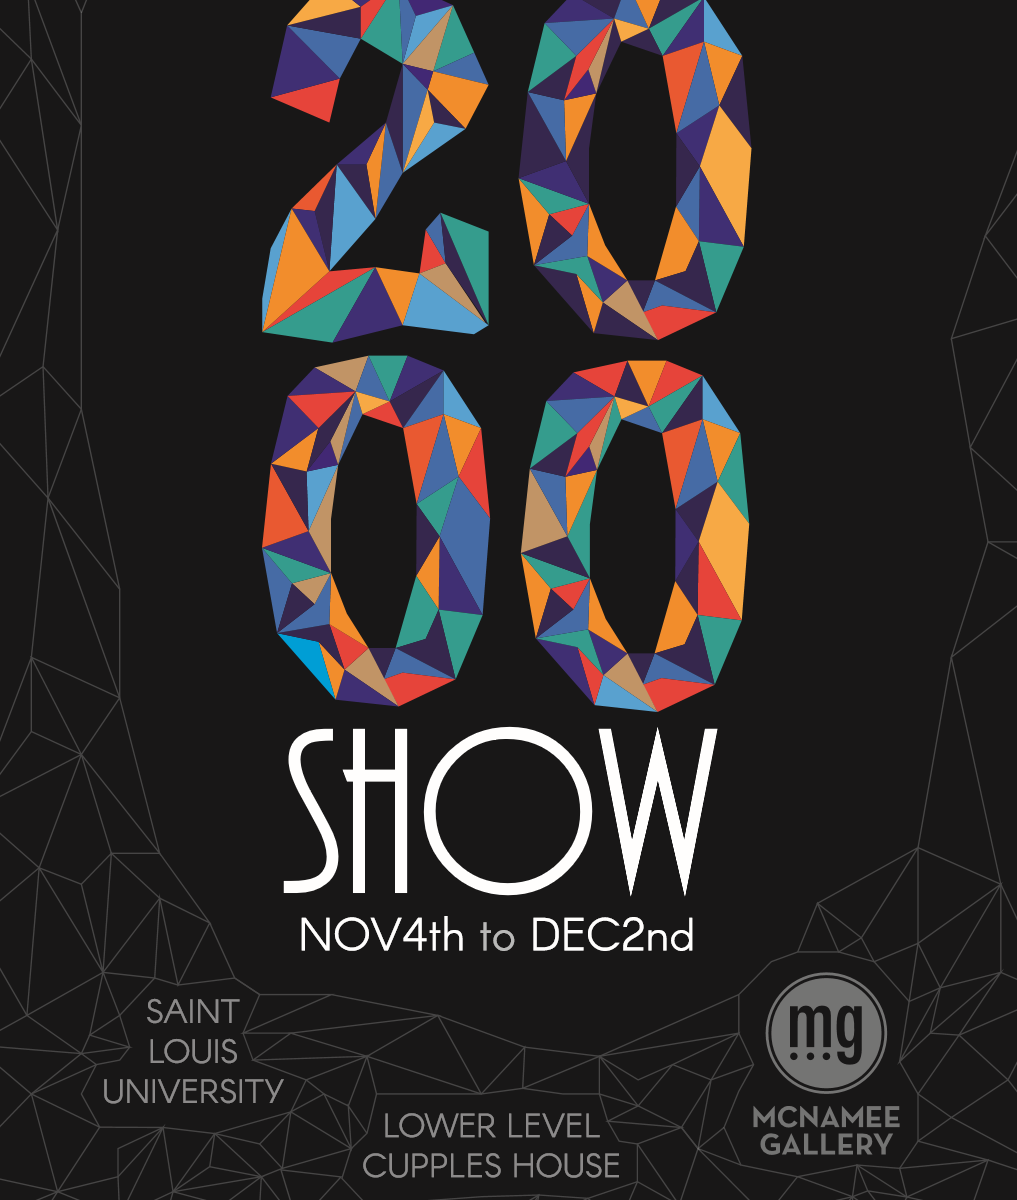 20
00
SHOW
NOV4th to DEC2nd
SAINT
LOUIS
UNIVERSITY
LOWER LEVEL
CUPPLES HOUSE
mg
MCNAMEE
GALLERY